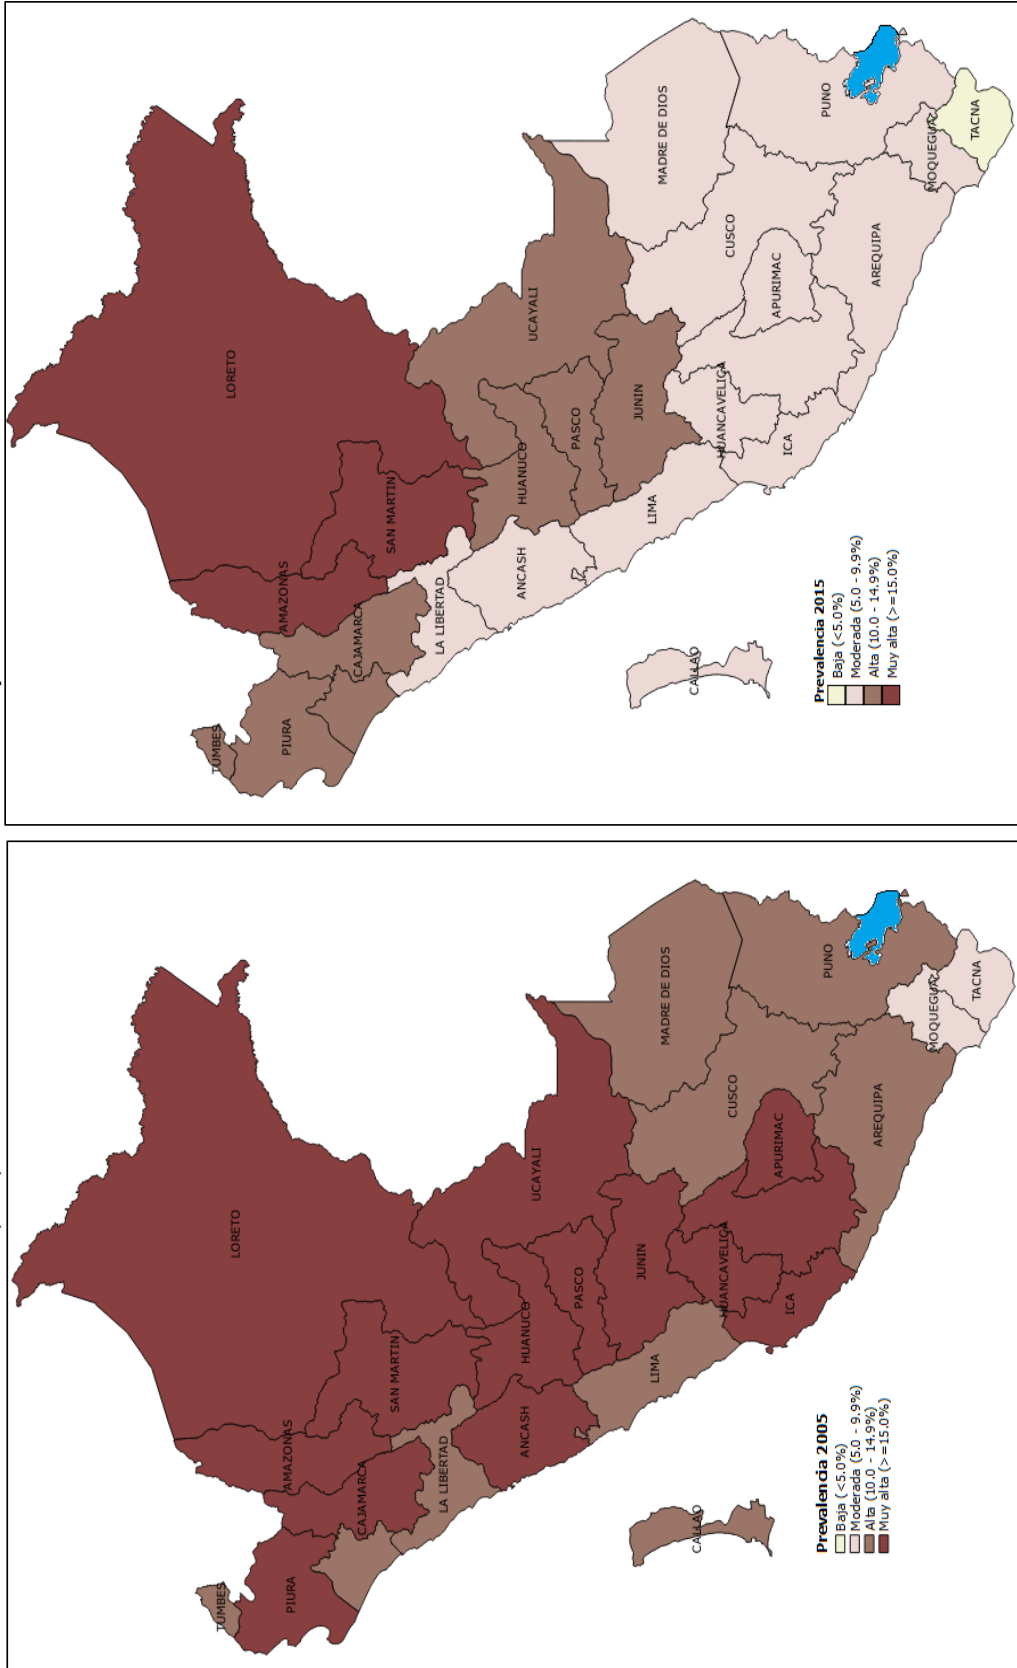 TUMBES
LORETO
AMAZONAS
PIURA
CAJAMARCA
SAN MARTIN
LA LIBERTAD
ANCASH
HUANUCO
UCAYALI
PASCO
JUNIN
LIMA
MADRE DE DIOS
CALLAO
HUANCAVELICA
CUSCO
APURIMAC
ICA
PUNO
AREQUIPA
MOQUEGUA
TACNA
Prevalencia 2005
Baja (<5.0%)
Moderada (5.0 - 9.9%)
Alta (10.0 - 14.9%)
Muy alta (>=15.0%)
TUMBES
LORETO
AMAZONAS
PIURA
CAJAMARCA
SAN MARTIN
LA LIBERTAD
ANCASH
HUANUCO
UCAYALI
PASCO
JUNIN
LIMA
MADRE DE DIOS
CALLAO
HUANCAVELICA
CUSCO
APURIMAC
ICA
PUNO
AREQUIPA
MOQUEGUA
TACNA
Prevalencia 2015
Baja (<5.0%)
Moderada (5.0 - 9.9%)
Alta (10.0 - 14.9%)
Muy alta (>=15.0%)